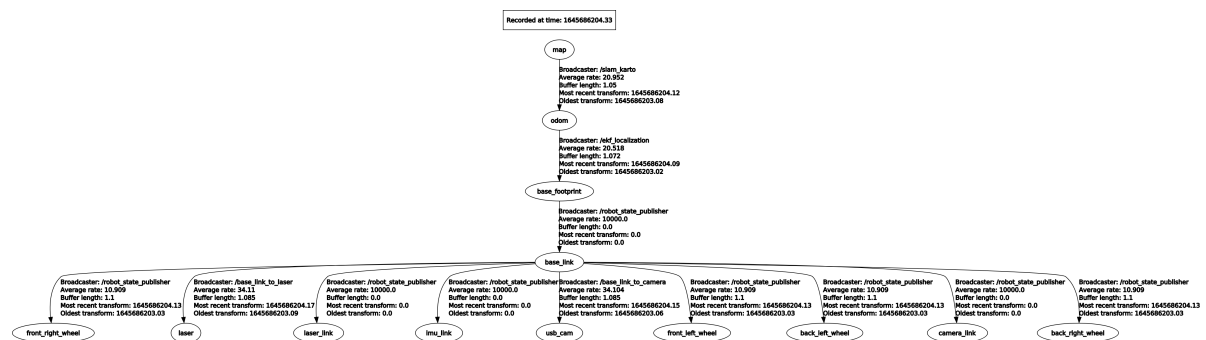 Recorded at time: 1645686204.33
map
Broadcaster: /slam_karto
Average rate: 20.952
Buffer length: 1.05
Most recent transform: 1645686204.12
Oldest transform: 1645686203.08
odom
Broadcaster: /ekf_localization
Average rate: 20.518
Buffer length: 1.072
Most recent transform: 1645686204.09
Oldest transform: 1645686203.02
base_footprint
Broadcaster: /robot_state_publisher
Average rate: 10000.0
Buffer length: 0.0
Most recent transform: 0.0
Oldest transform: 0.0
base_link
Broadcaster: /robot_state_publisher
Average rate: 10.909
Buffer length: 1.1
Most recent transform: 1645686204.13
Oldest transform: 1645686203.03
front_right_wheel
Broadcaster: /base_link_to_laser
Average rate: 34.11
Buffer length: 1.085
Most recent transform: 1645686204.17
Oldest transform: 1645686203.09
laser
Broadcaster: /robot_state_publisher
Average rate: 10000.0
Buffer length: 0.0
Most recent transform: 0.0
Oldest transform: 0.0
laser_link
Broadcaster: /robot_state_publisher
Average rate: 10000.0
Buffer length: 0.0
Most recent transform: 0.0
Oldest transform: 0.0
imu_link
Broadcaster: /base_link_to_camera
Average rate: 34.104
Buffer length: 1.085
Most recent transform: 1645686204.15
Oldest transform: 1645686203.06
usb_cam
Broadcaster: /robot_state_publisher
Average rate: 10.909
Buffer length: 1.1
Most recent transform: 1645686204.13
Oldest transform: 1645686203.03
front_left_wheel
Broadcaster: /robot_state_publisher
Average rate: 10.909
Buffer length: 1.1
Most recent transform: 1645686204.13
Oldest transform: 1645686203.03
back_left_wheel
Broadcaster: /robot_state_publisher
Average rate: 10000.0
Buffer length: 0.0
Most recent transform: 0.0
Oldest transform: 0.0
camera_link
Broadcaster: /robot_state_publisher
Average rate: 10.909
Buffer length: 1.1
Most recent transform: 1645686204.13
Oldest transform: 1645686203.03
back_right_wheel